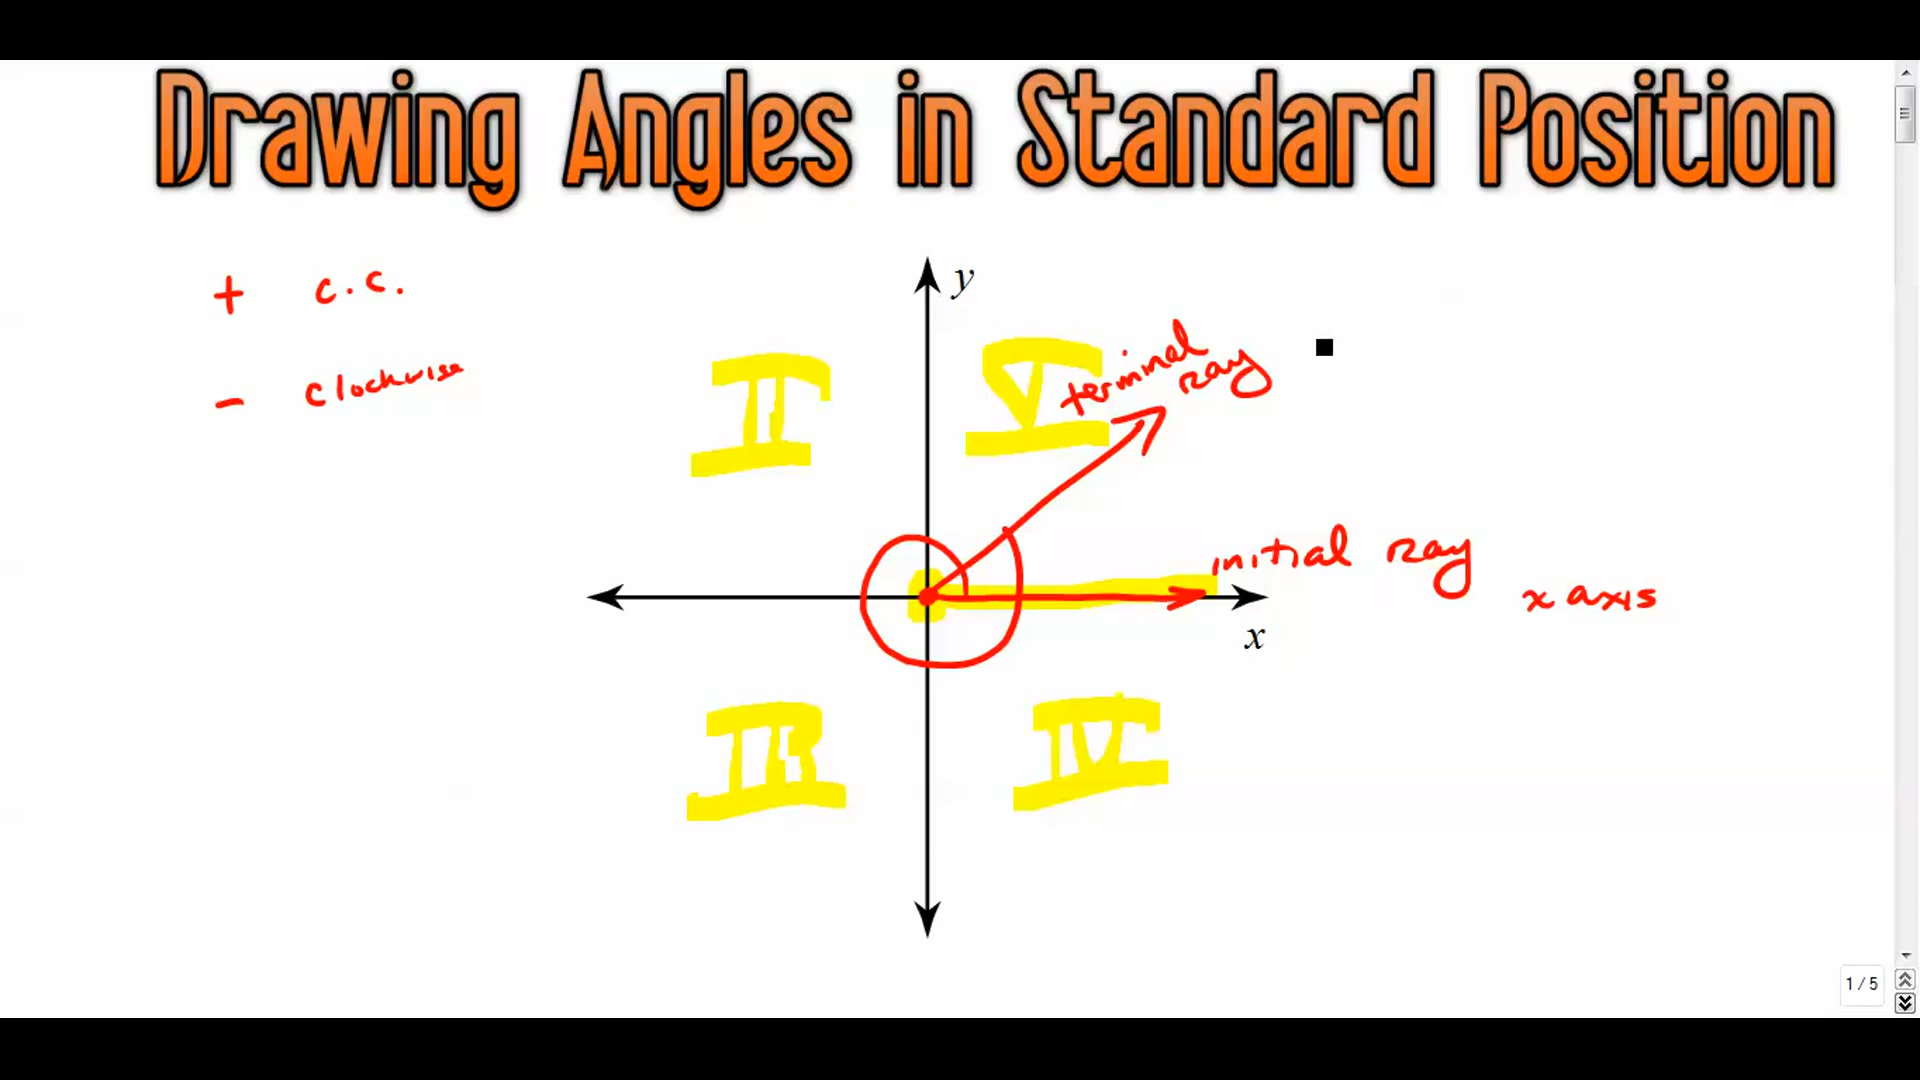 Drawing Angles in Standard Position
+ c.c.
- clockwise
y
II
V
terminal
ray
initial ray
x axis
x
III
IV
1 / 5